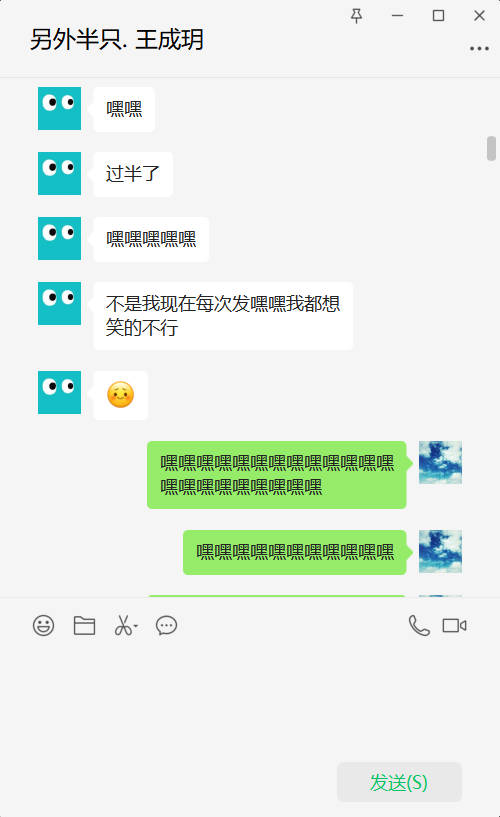 另外半只. 王成玥
嘿嘿
过半了
嘿嘿嘿嘿嘿
不是我现在每次发嘿嘿我都想
笑的不行
嘿嘿嘿嘿嘿嘿嘿嘿嘿嘿嘿嘿嘿
嘿嘿嘿嘿嘿嘿嘿嘿嘿
嘿嘿嘿嘿嘿嘿嘿嘿嘿嘿嘿
发送(S)